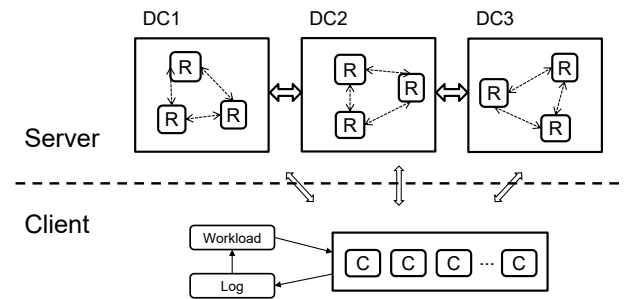 DC1 DC2 DC3
R R R
R R R
R R R
Server
Client
Workload
C C C ... C
Log